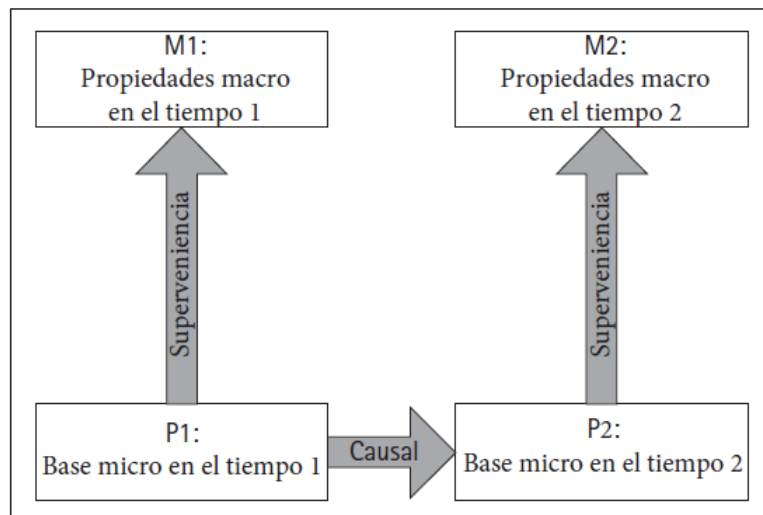 M1:
Propiedades macro
en el tiempo 1
M2:
Propiedades macro
en el tiempo 2
Superveniencia
Superveniencia
P1:
Base micro en el tiempo 1
Causal
P2:
Base micro en el tiempo 2